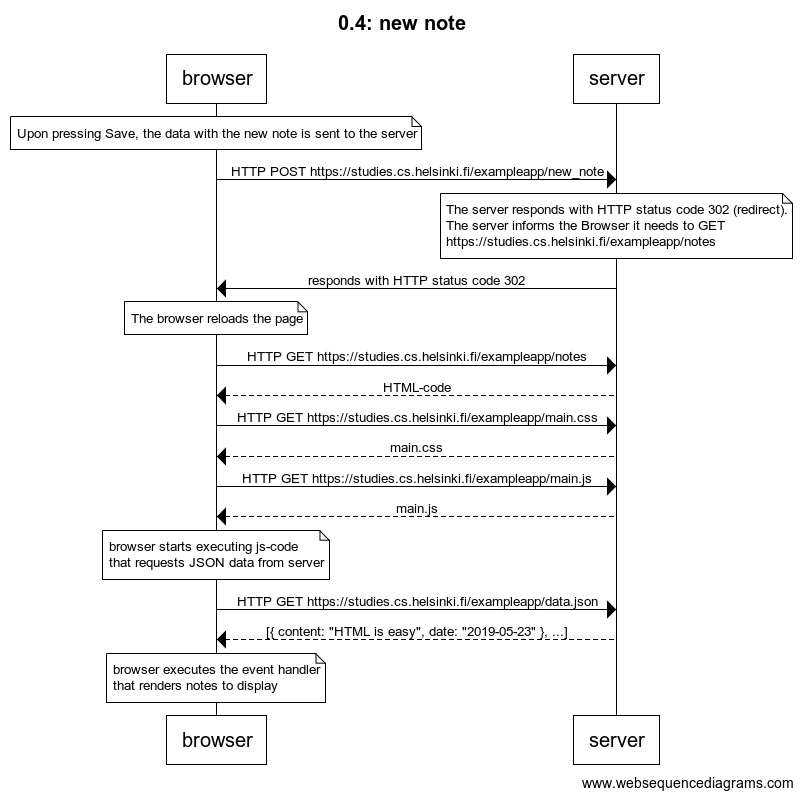 0.4: new note
browser
server
Upon pressing Save, the data with the new note is sent to the server
HTTP POST https://studies.cs.helsinki.fi/exampleapp/new_note
The server responds with HTTP status code 302 (redirect).
The server informs the Browser it needs to GET
https://studies.cs.helsinki.fi/exampleapp/notes
responds with HTTP status code 302
The browser reloads the page
HTTP GET https://studies.cs.helsinki.fi/exampleapp/notes
HTML-code
HTTP GET https://studies.cs.helsinki.fi/exampleapp/main.css
main.css
HTTP GET https://studies.cs.helsinki.fi/exampleapp/main.js
main.js
browser starts executing js-code
that requests JSON data from server
HTTP GET https://studies.cs.helsinki.fi/exampleapp/data.json
[{ content: "HTML is easy", date: "2019-05-23" }, ...]
browser executes the event handler
that renders notes to display
browser
server
www.websequencediagrams.com